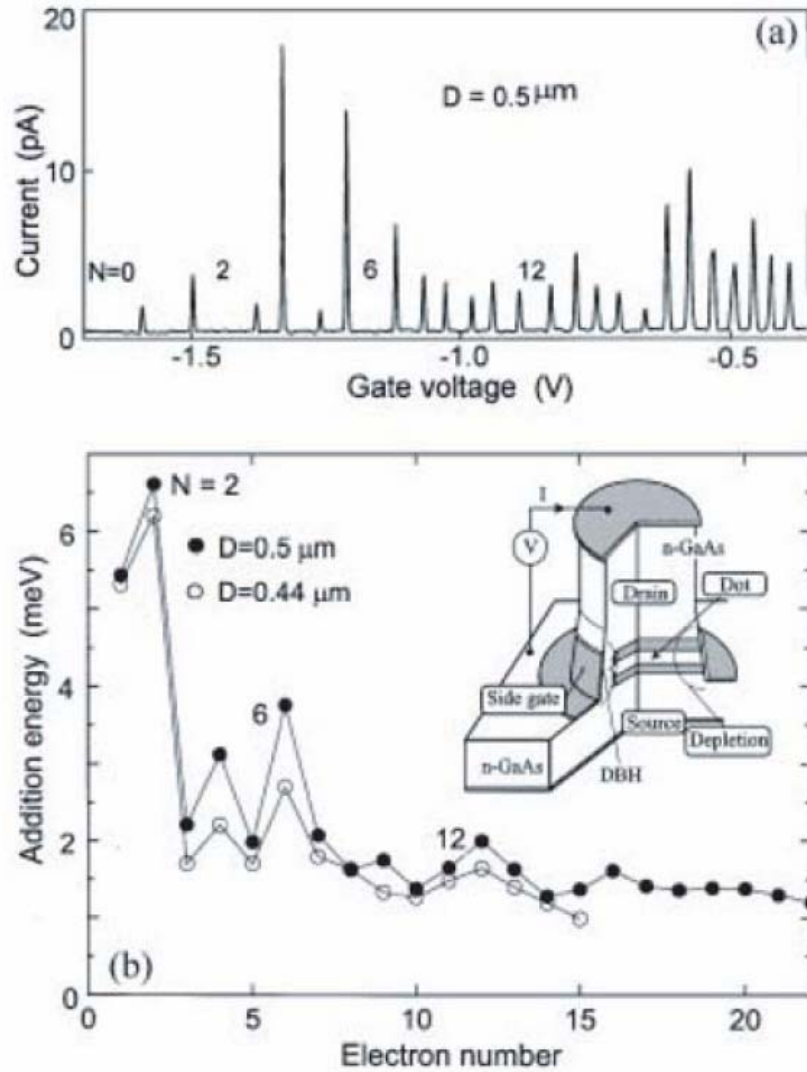 20
(a)
D = 0.5 μm
Current (pA)
10
N=0
2
6
12
0
-1.5
-1.0
-0.5
Gate voltage (V)
N = 2
I
V
n-GaAs
6
D=0.5 μm
D=0.44 μm
Drain
Dot
Addition energy (meV)
4
6
Side gate
Source
Depletion
n-GaAs
DBH
2
12
(b)
0
0
5
10
15
20
Electron number